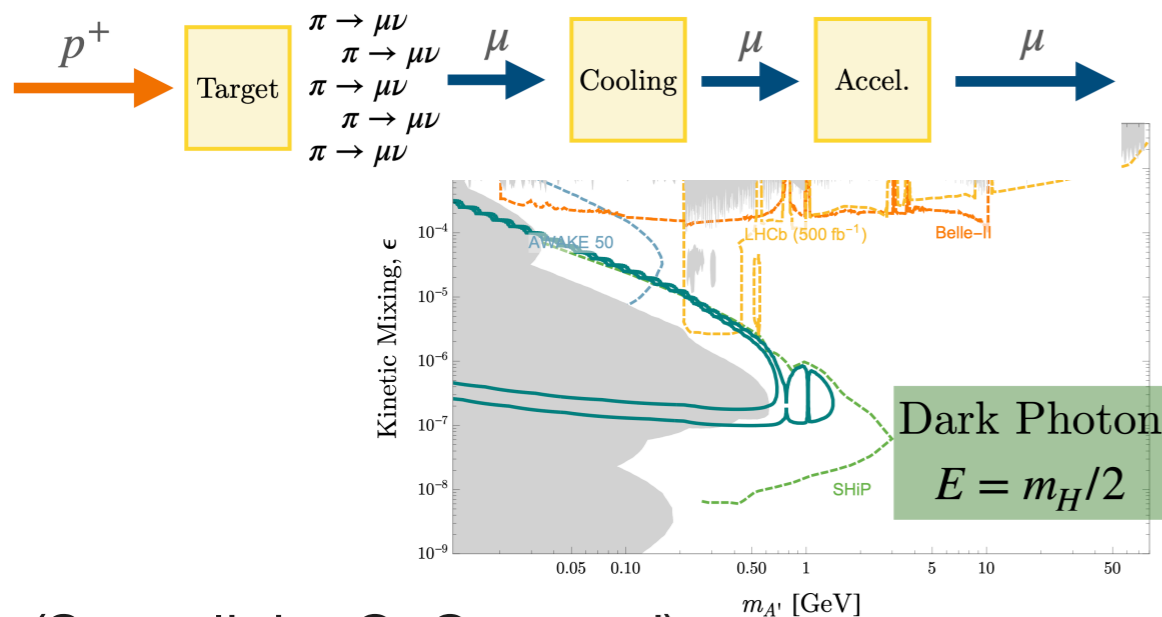 p⁺
Target
π → μν
π → μν
π → μν
π → μν
π → μν
μ
Cooling
μ
Accel.
μ
Kinetic Mixing, ϵ
10⁻⁴
10⁻⁵
10⁻⁶
10⁻⁷
10⁻⁸
10⁻⁹
AWAKE 50
LHCb (500 fb⁻¹)
Belle-II
SHiP
Dark Photon
E = m_H/2
0.05 0.10 0.50 1 5 10 50
m_A' [GeV]